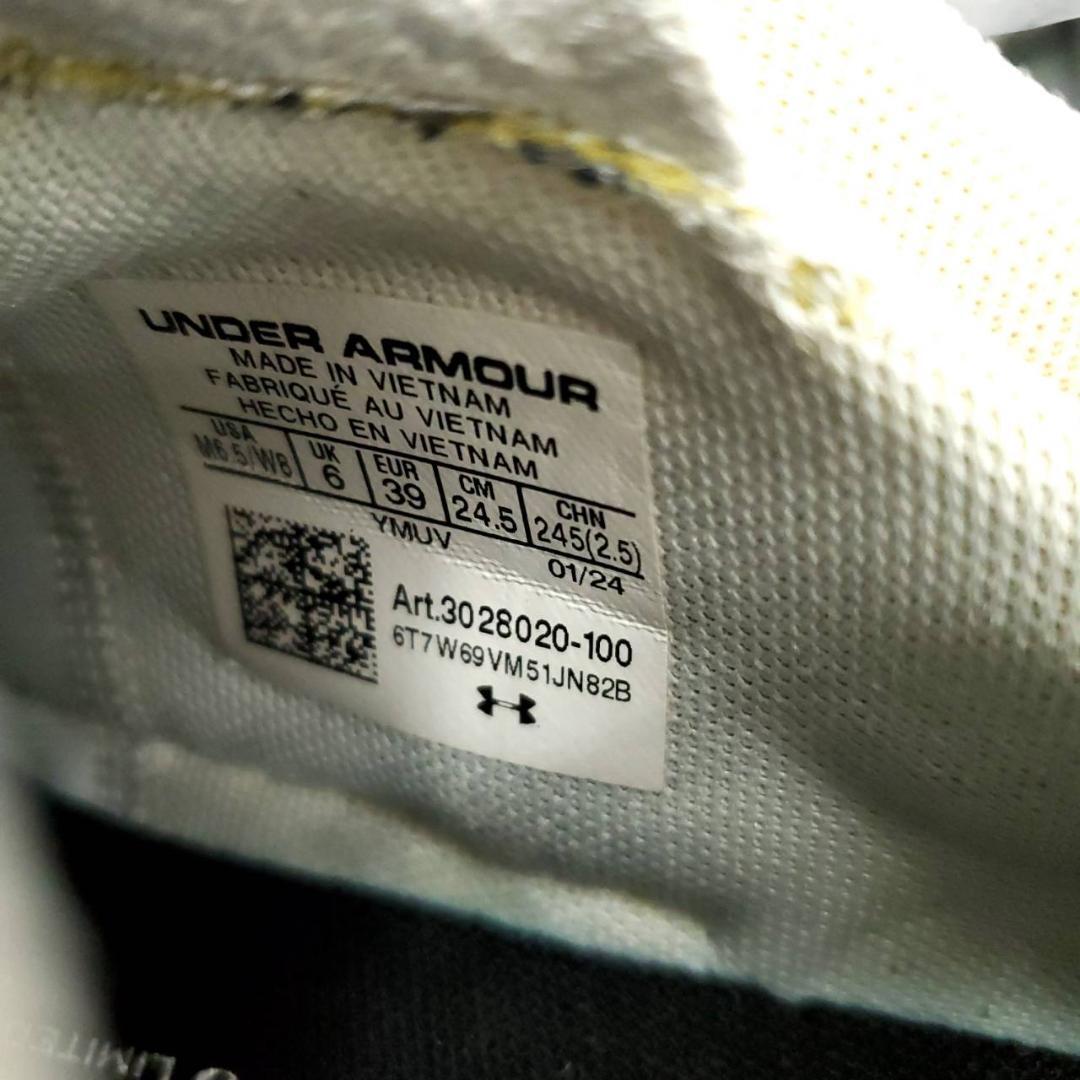 UNDER ARMOUR
MADE IN VIETNAM
FABRIQUÉ AU VIETNAM
HECHO EN VIETNAM
USA UK EUR CM CHN
M6.5/W8 6 39 24.5 245(2.5)
YMUV 01/24
Art.3028020-100
6T7W69VM51JN82B
LIMITED